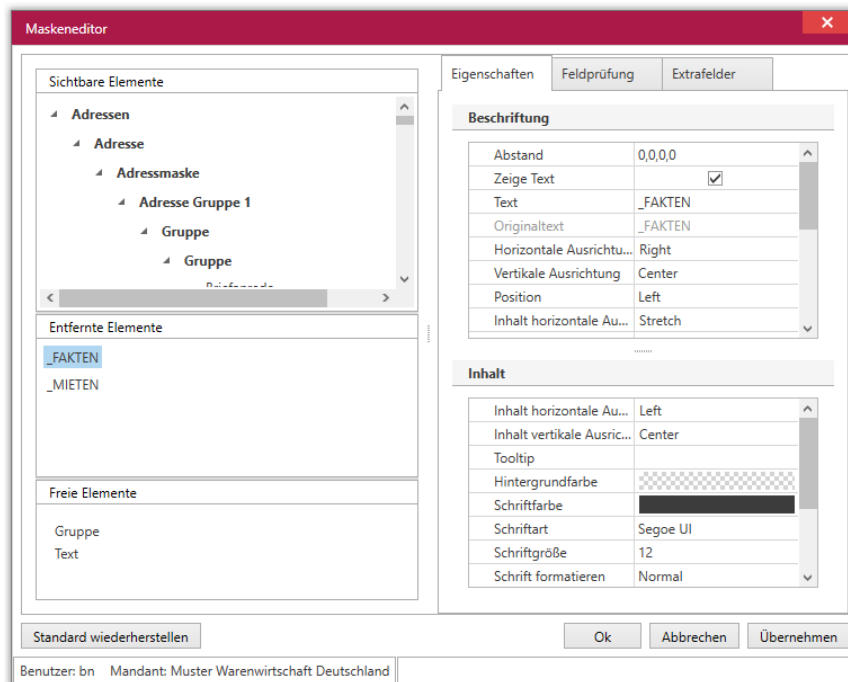 Maskeneditor
Sichtbare Elemente
Adressen
Adresse
Adressmaske
Adresse Gruppe 1
Gruppe
Gruppe
Briefanrede
Entfernte Elemente
_FAKTEN
_MIETEN
Freie Elemente
Gruppe
Text
Eigenschaften Feldprüfung Extrafelder
Beschriftung
Abstand 0,0,0,0
Zeige Text
Text _FAKTEN
Originaltext _FAKTEN
Horizontale Ausrichtu... Right
Vertikale Ausrichtung Center
Position Left
Inhalt horizontale Au... Stretch
Inhalt
Inhalt horizontale Au... Left
Inhalt vertikale Ausric... Center
Tooltip
Hintergrundfarbe
Schriftfarbe
Schriftart Segoe UI
Schriftgröße 12
Schrift formatieren Normal
Standard wiederherstellen Ok Abbrechen Übernehmen
Benutzer: bn Mandant: Muster Warenwirtschaft Deutschland